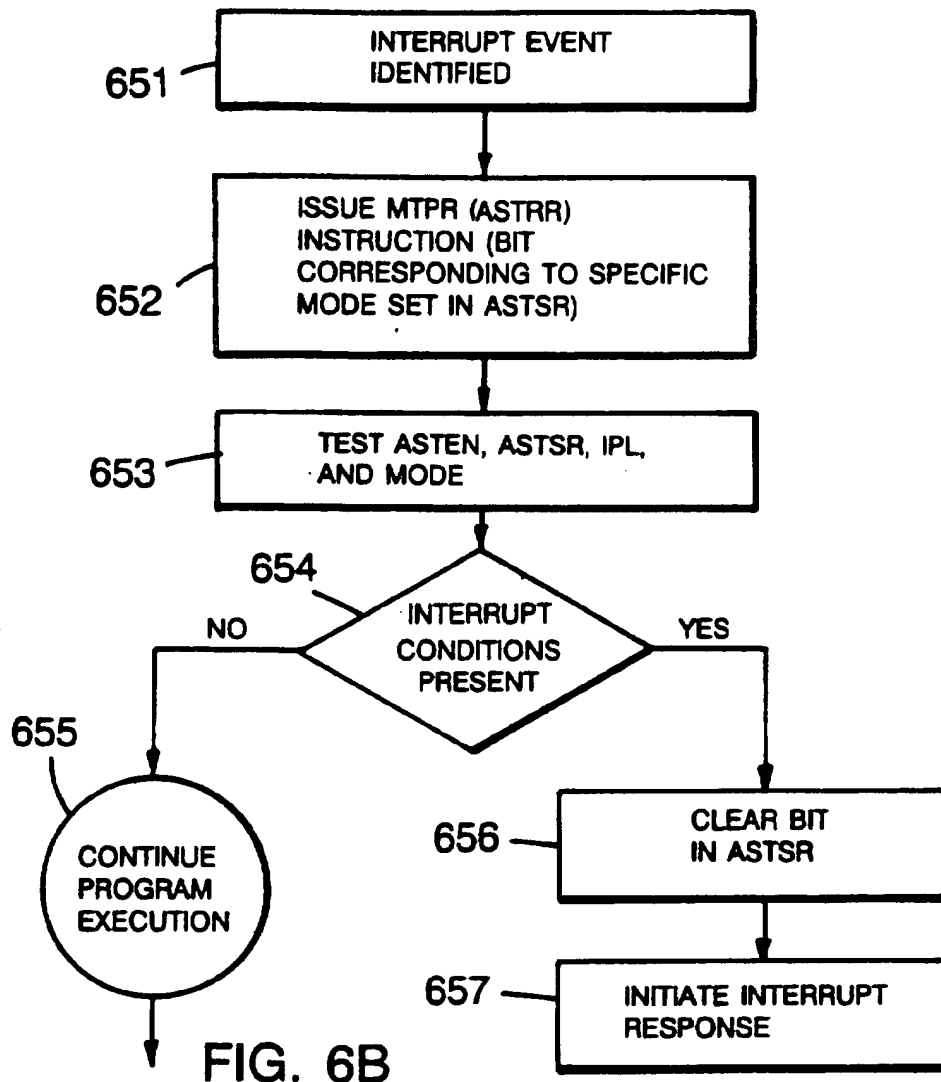 INTERRUPT EVENT
IDENTIFIED
651
ISSUE MTPR (ASTRR)
INSTRUCTION (BIT
CORRESPONDING TO SPECIFIC
MODE SET IN ASTSR)
652
TEST ASTEN, ASTSR, IPL,
AND MODE
653
654
INTERRUPT
CONDITIONS
PRESENT
NO
YES
655
CONTINUE
PROGRAM
EXECUTION
656
CLEAR BIT
IN ASTSR
657
INITIATE INTERRUPT
RESPONSE
FIG. 6B